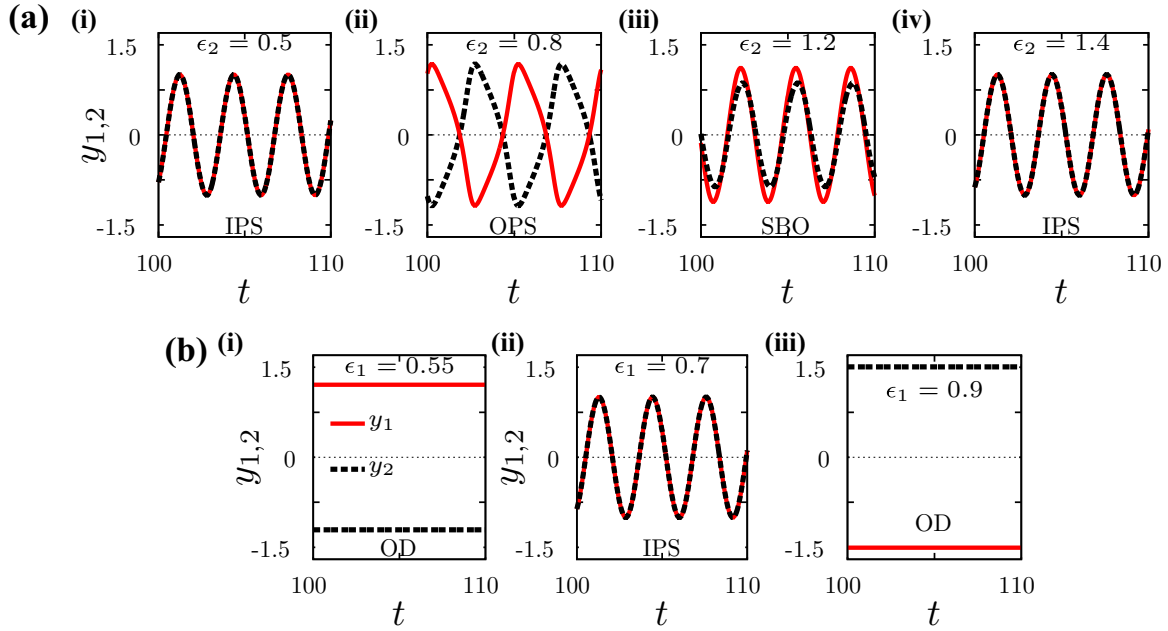 (a)
(i)
(ii)
(iii)
(iv)
ϵ₂ = 0.5
ϵ₂ = 0.8
ϵ₂ = 1.2
ϵ₂ = 1.4
y₁,₂
1.5
0
-1.5
1.5
0
-1.5
1.5
0
-1.5
1.5
0
-1.5
IPS
OPS
SBO
IPS
100
110
100
110
100
110
100
110
t
t
t
t
(b)
(i)
(ii)
(iii)
ϵ₁ = 0.55
ϵ₁ = 0.7
ϵ₁ = 0.9
y₁,₂
1.5
0
-1.5
y₁
y₂
y₁,₂
1.5
0
-1.5
1.5
0
-1.5
OD
IPS
OD
100
110
100
110
100
110
t
t
t